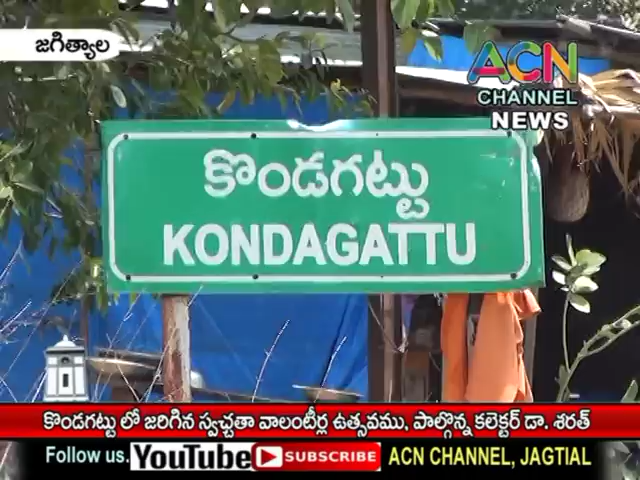 జగిత్యాల
ACN
CHANNEL
NEWS
కొండగట్టు
KONDAGATTU
కొండగట్టు లో జరిగిన స్వచ్ఛతా వాలంటీర్ల ఉత్సవము, పాల్గొన్న కలెక్టర్ డా. శరత్
Follow us. YouTube SUBSCRIBE ACN CHANNEL, JAGTIAL